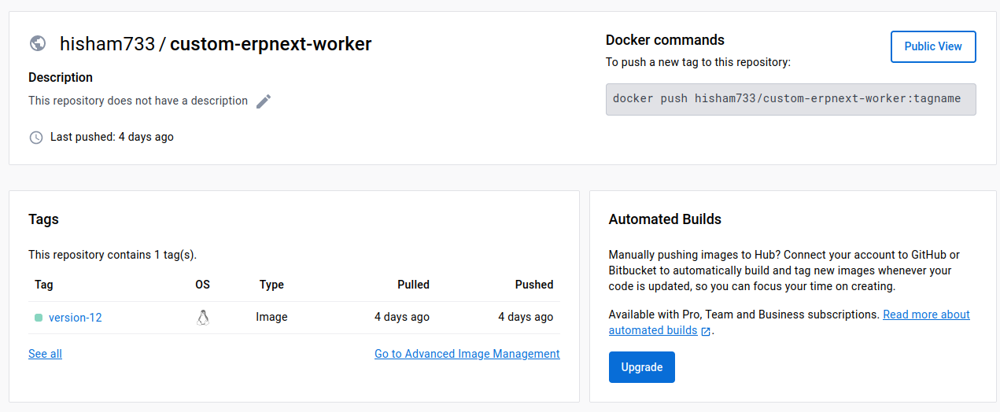 hisham733 / custom-erpnext-worker
Description
This repository does not have a description
Last pushed: 4 days ago
Docker commands
Public View
To push a new tag to this repository:
docker push hisham733/custom-erpnext-worker:tagname
Tags
This repository contains 1 tag(s).
Tag OS Type Pulled Pushed
version-12 Image 4 days ago 4 days ago
See all Go to Advanced Image Management
Automated Builds
Manually pushing images to Hub? Connect your account to GitHub or
Bitbucket to automatically build and tag new images whenever your
code is updated, so you can focus your time on creating.
Available with Pro, Team and Business subscriptions. Read more about
automated builds .
Upgrade